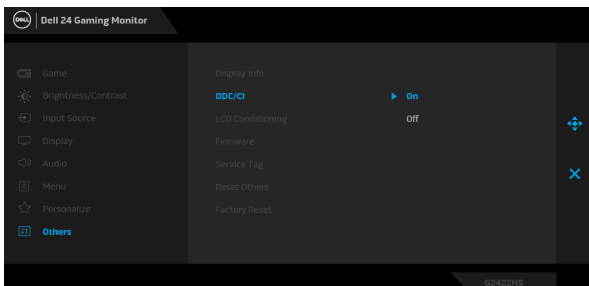 DELL Dell 24 Gaming Monitor
Game
Brightness/Contrast
Input Source
Display
Audio
Menu
Personalize
Others
Display Info
DDC/CI On
LCD Conditioning Off
Firmware
Service Tag
Reset Others
Factory Reset
G2422HS